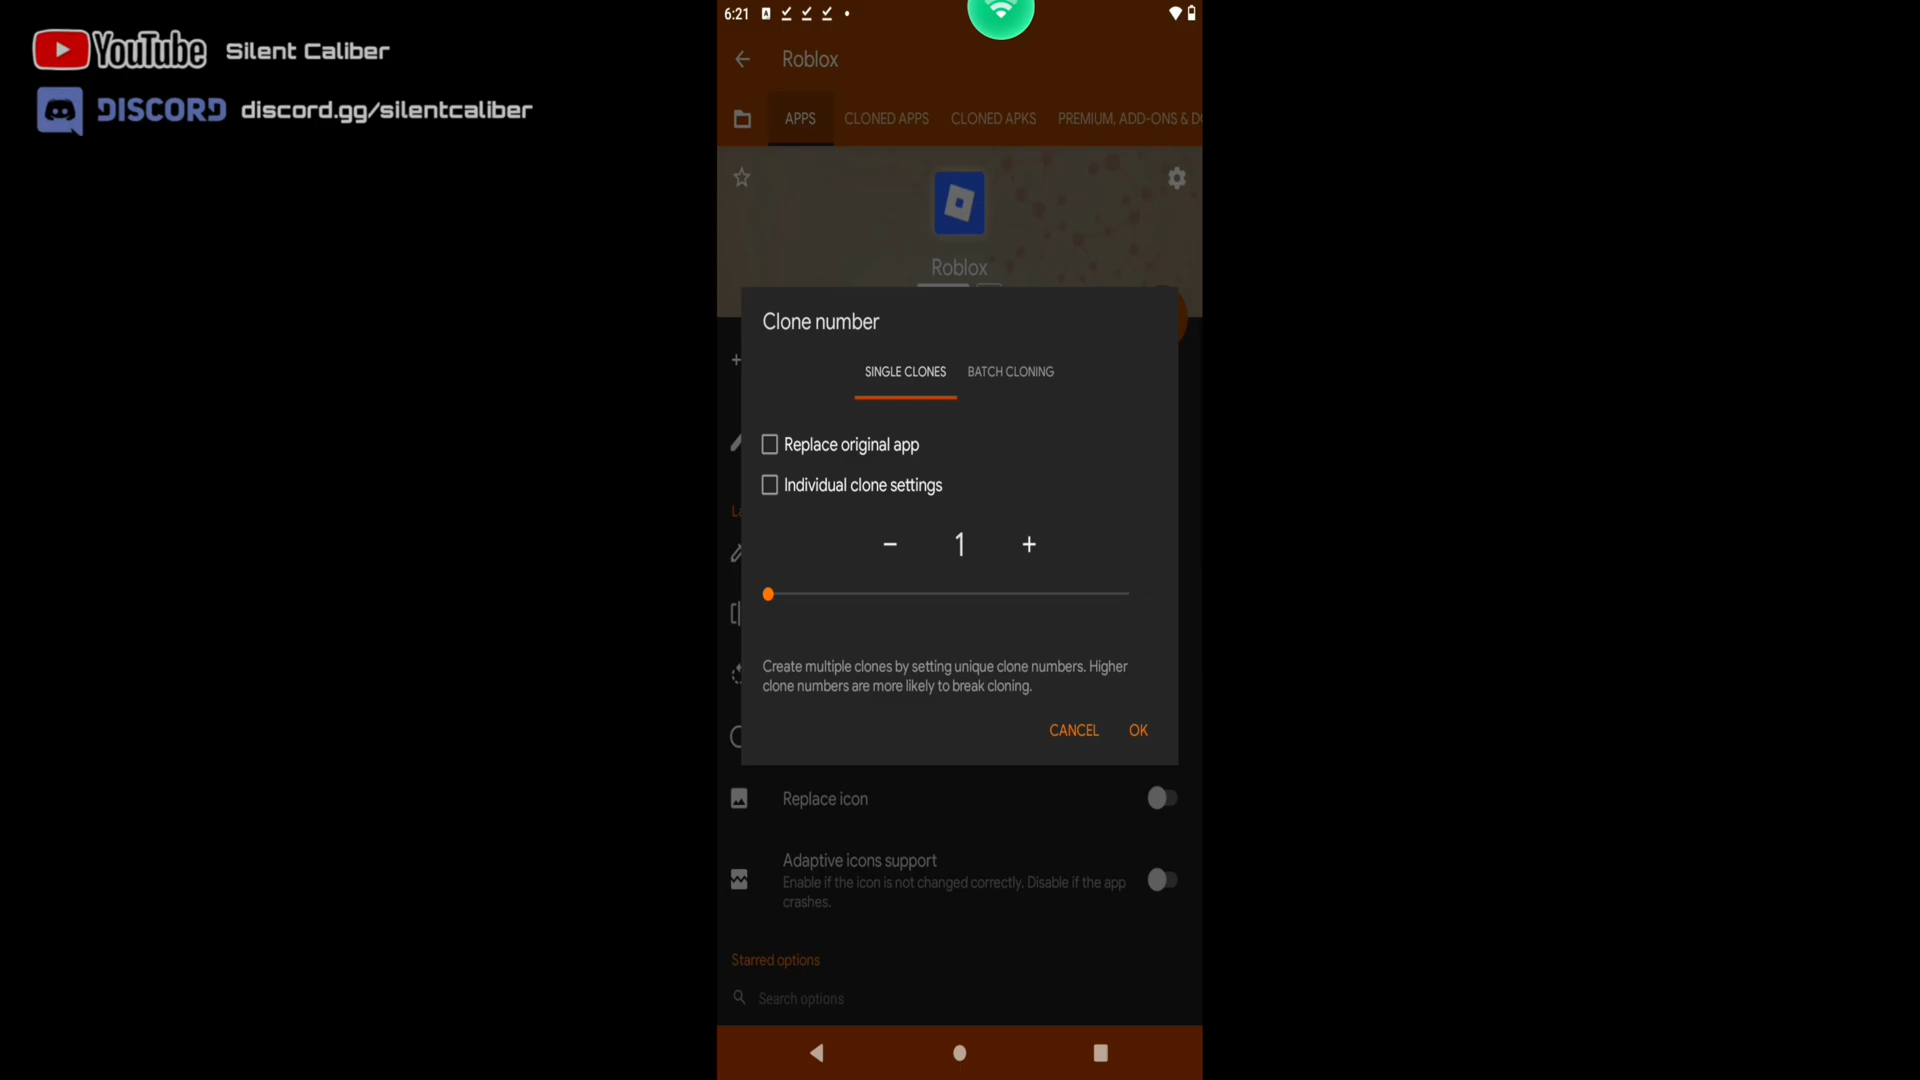 YouTube Silent Caliber
DISCORD discord.gg/silentcaliber
6:21
Roblox
APPS CLONED APPS CLONED APKS PREMIUM, ADD-ONS & D
Roblox
Clone number
SINGLE CLONES BATCH CLONING
Replace original app
Individual clone settings
- 1 +
Create multiple clones by setting unique clone numbers. Higher
clone numbers are more likely to break cloning.
CANCEL OK
Replace icon
Adaptive icons support
Enable if the icon is not changed correctly. Disable if the app
crashes.
Starred options
Search options